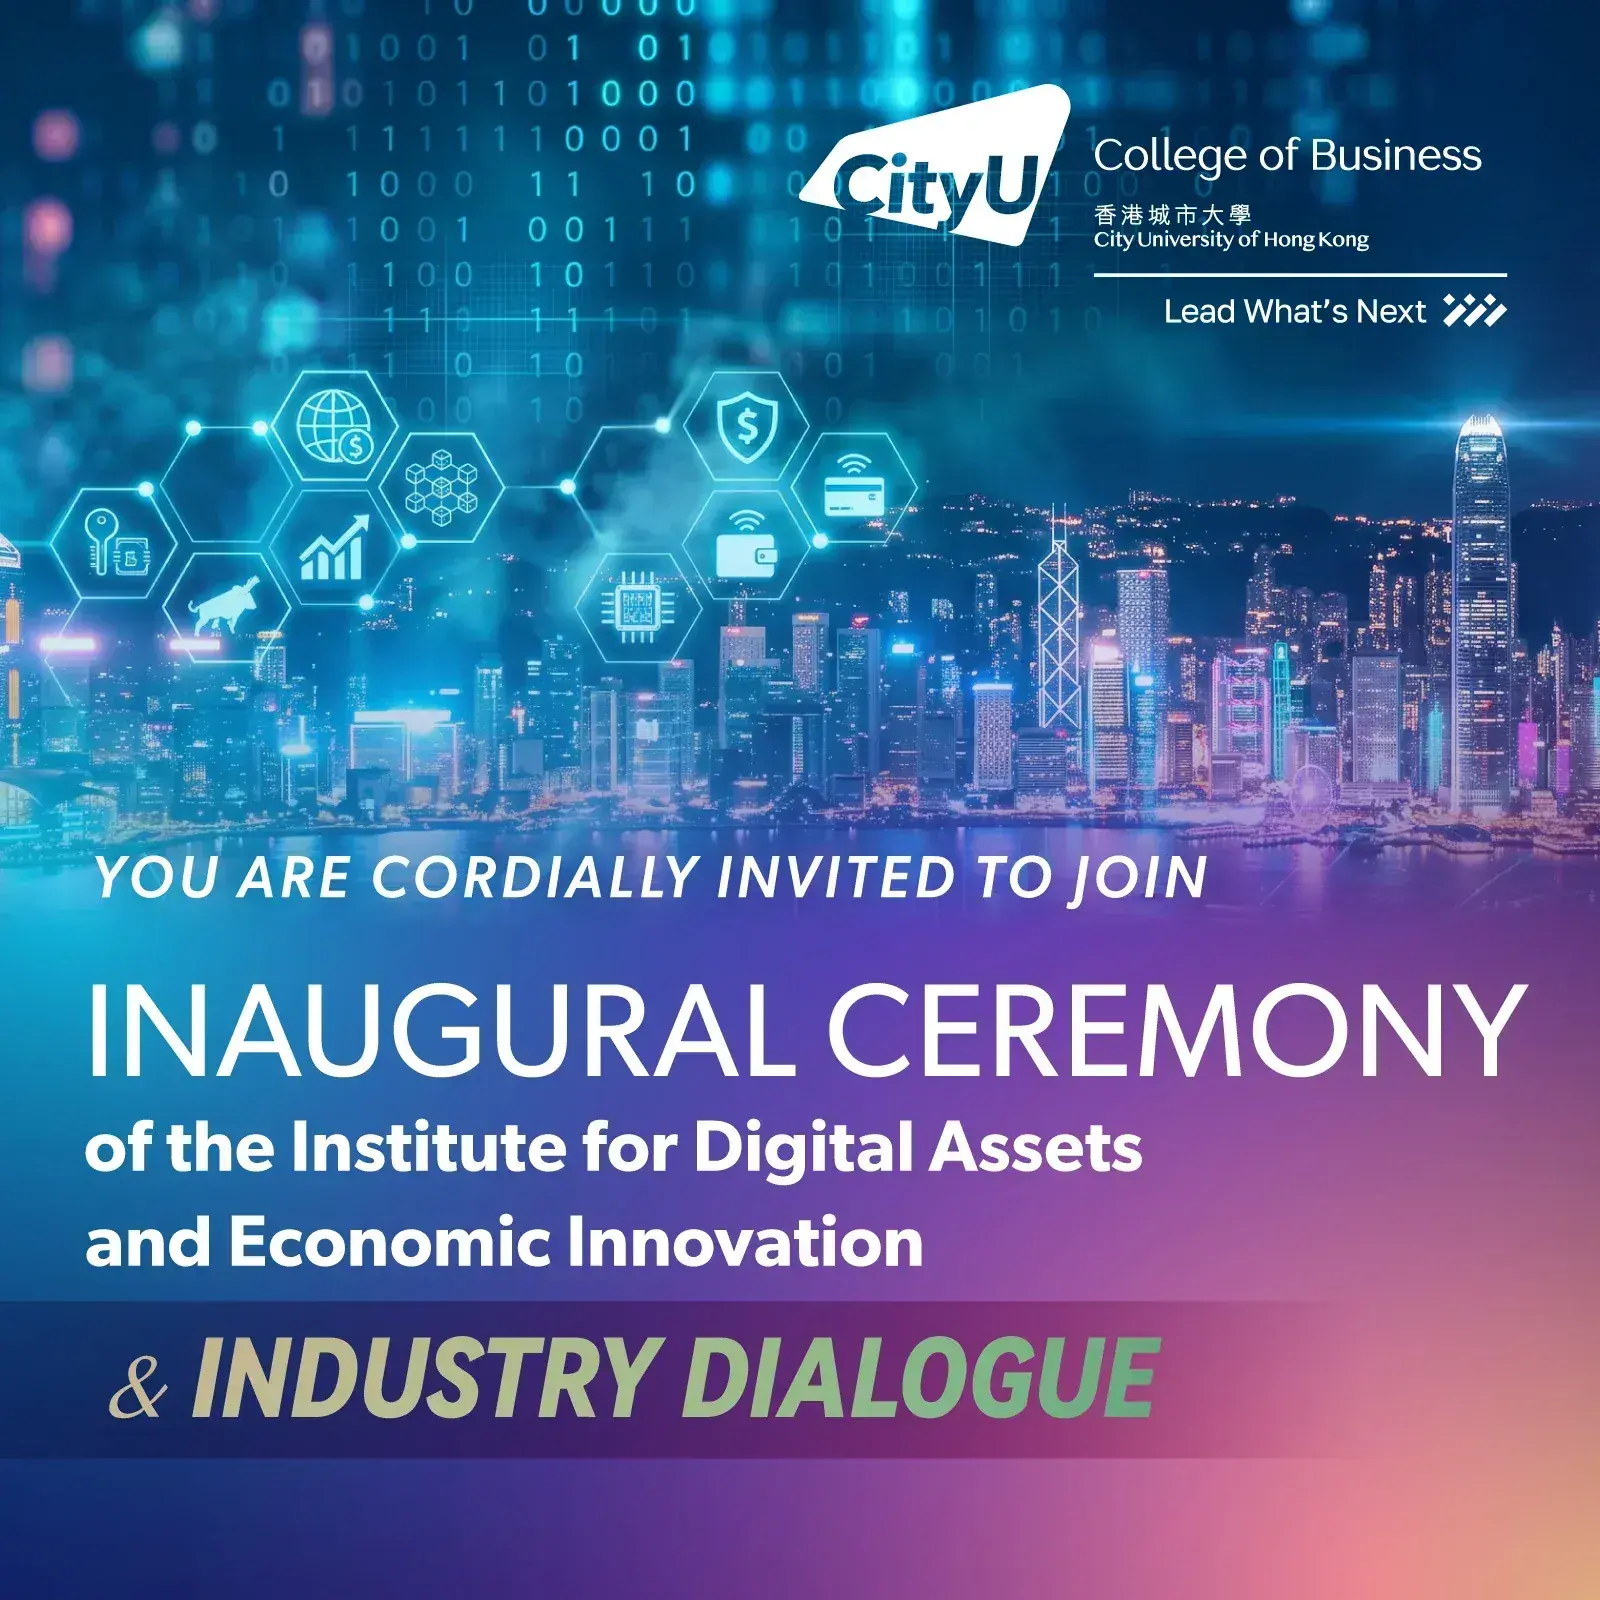 CityU
College of Business
香港城市大學
City University of Hong Kong
Lead What's Next
YOU ARE CORDIALLY INVITED TO JOIN
INAUGURAL CEREMONY
of the Institute for Digital Assets
and Economic Innovation
& INDUSTRY DIALOGUE